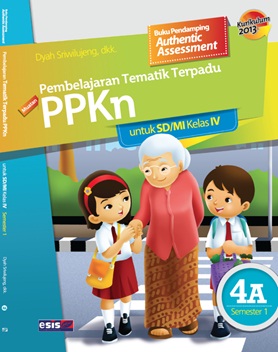 Buku Pendamping
Authentic
Assessment
Kurikulum
2013
Dyah Sriwilujeng, dkk.
Pembelajaran Tematik Terpadu
Muatan
PPKn
untuk SD/MI Kelas IV
4A
Semester 1
esis
Pembelajaran Tematik Terpadu PPKn
untuk SD/MI Kelas IV
Semester 1
Dyah Sriwilujeng, dkk.